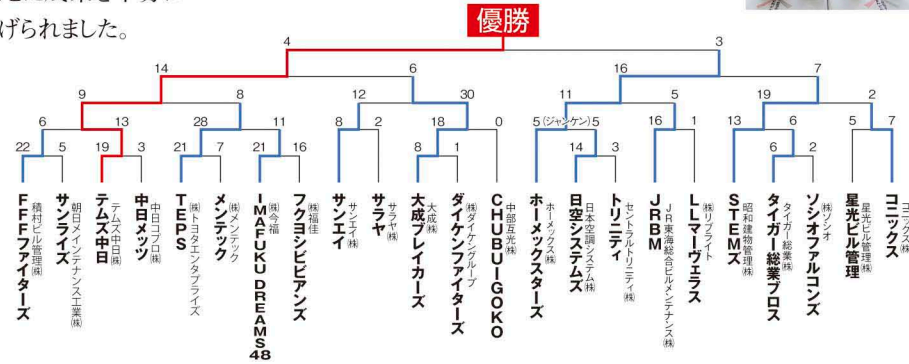 げられました。
優勝
4 3
14 6 16 7
9 8 12 30 11 5 19 2
6 13 28 11 8 2 18 0 5(ジャンケン)5 16 1 13 6 5 7
22 5 19 3 21 7 21 16 8 1 14 3 6 2
FFFファイターズ
積村ビル管理㈱
サンライズ
朝日メインテナンス工業㈱
テムズ中日
テムズ中日㈱
中日メッツ
中日コプロ㈱
TEPS
㈱トヨタエンタプライズ
メンテック
㈱メンテック
IMAFUKU DREAMS 48
㈱今福
フクヨシビビアンズ
㈱福佳
サンエイ
サンエイ㈱
サラヤ
サラヤ㈱
大成ブレイカーズ
大成㈱
ダイケンファイターズ
㈱ダイケングループ
CHUBU-GOKO
中部互光㈱
ホーメックスターズ
ホーメックス㈱
日空システムズ
日本空調システム㈱
トリニティ
セントラルトリニティ㈱
JRBM
JR東海総合ビルメンテナンス㈱
LLマーヴェラス
㈱リブライト
STEMズ
昭和建物管理㈱
タイガー総業ブロス
タイガー総業㈱
ソシオファルコンズ
㈱ソシオ
星光ビル管理
星光ビル管理㈱
コニックス
コニックス㈱